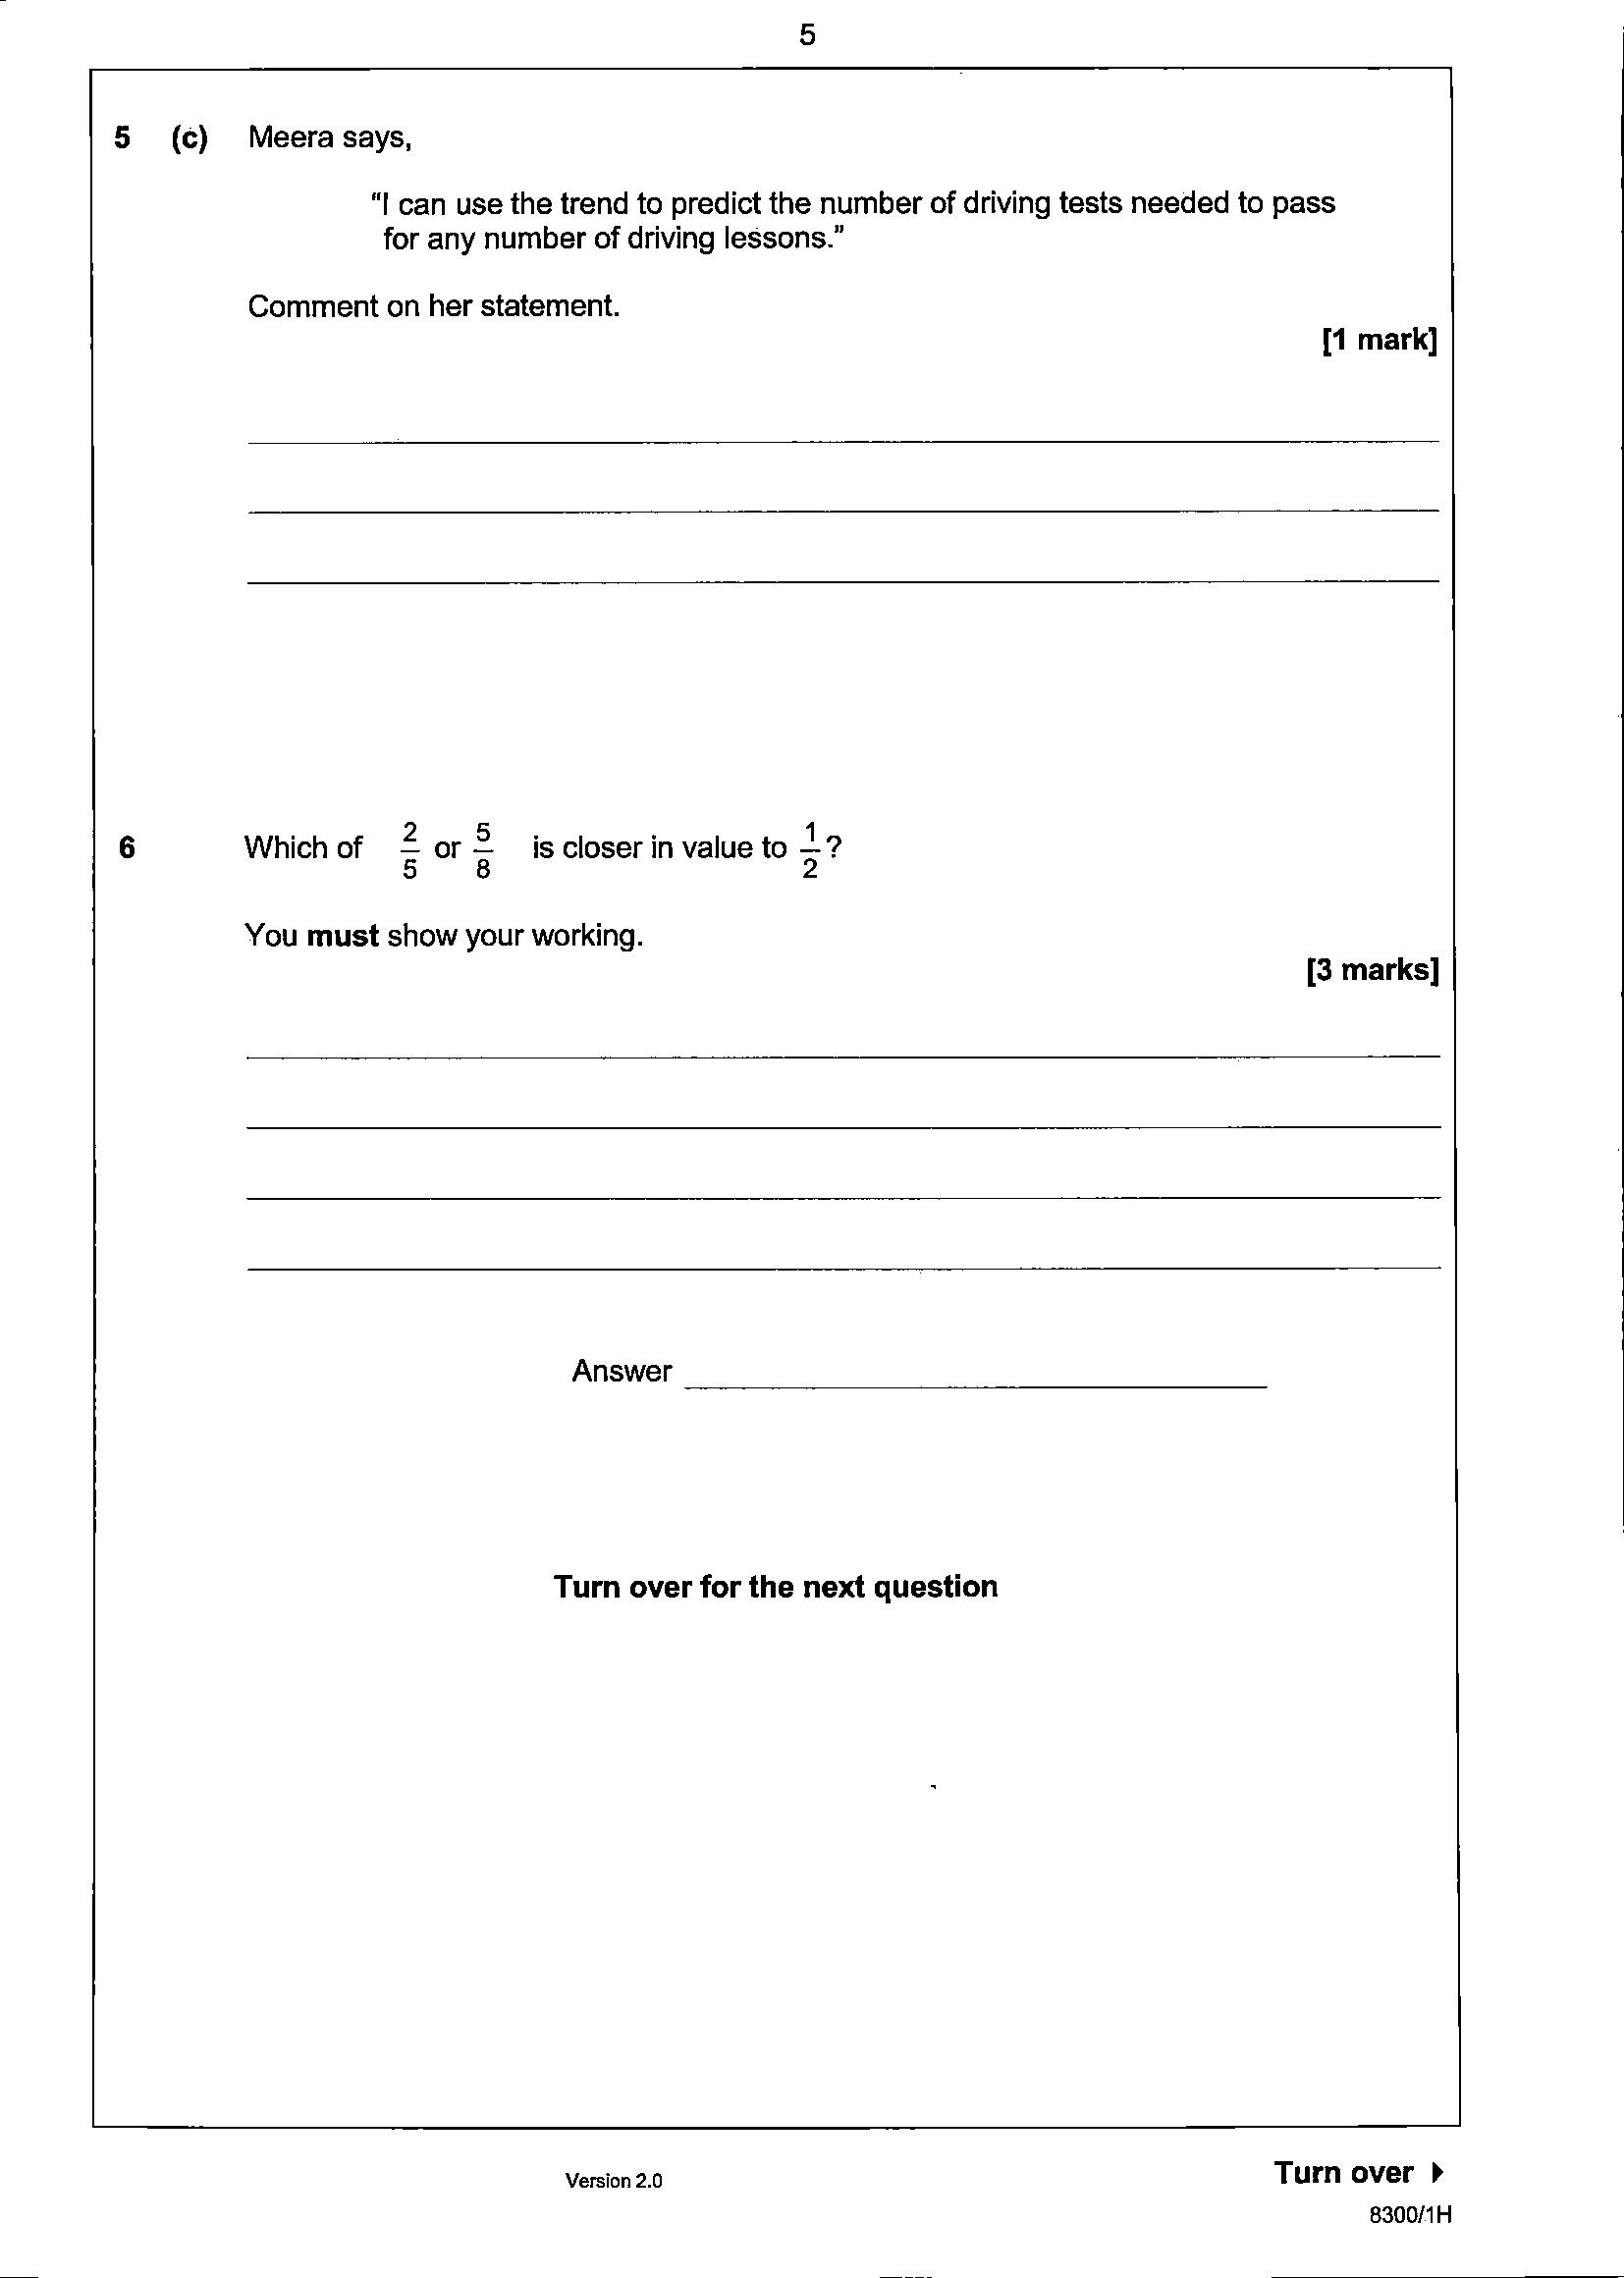 5
5 (c) Meera says,
"I can use the trend to predict the number of driving tests needed to pass
for any number of driving lessons."
Comment on her statement.
[1 mark]
6 Which of 2/5 or 5/8 is closer in value to 1/2?
You must show your working.
[3 marks]
Answer
Turn over for the next question
Version 2.0
Turn over
8300/1H